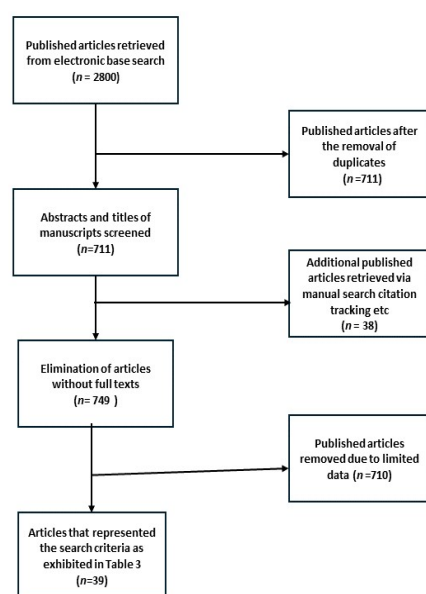 Published articles retrieved
from electronic base search
(n = 2800)
Published articles after
the removal of
duplicates
(n =711)
Abstracts and titles of
manuscripts screened
(n=711)
Additional published
articles retrieved via
manual search citation
tracking etc
(n = 38)
Elimination of articles
without full texts
(n= 749 )
Published articles
removed due to limited
data (n =710)
Articles that represented
the search criteria as
exhibited in Table 3
(n=39)